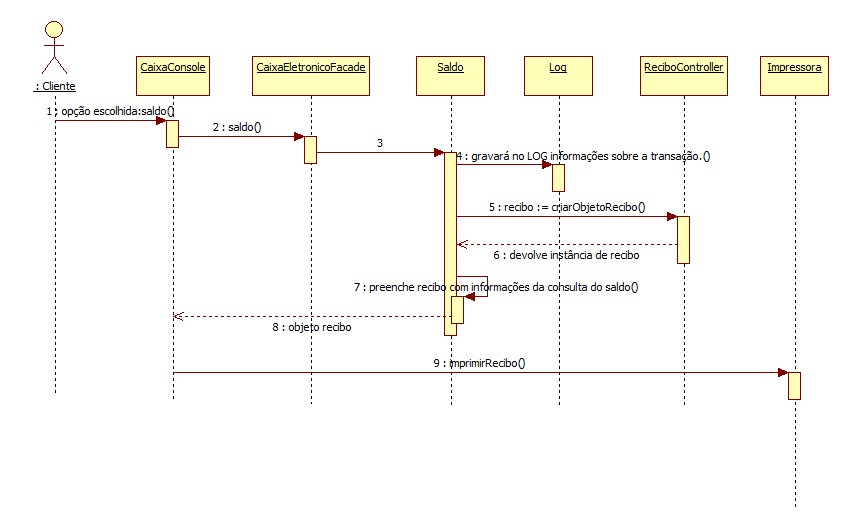 CaixaConsole
CaixaEletronicoFacade
Saldo
Log
ReciboController
Impressora
: Cliente
1 : opção escolhida:saldo()
2 : saldo()
3
4 : gravará no LOG informações sobre a transação.()
5 : recibo := criarObjetoRecibo()
6 : devolve instância de recibo
7 : preenche recibo com informações da consulta do saldo()
8 : objeto recibo
9 : imprimirRecibo()